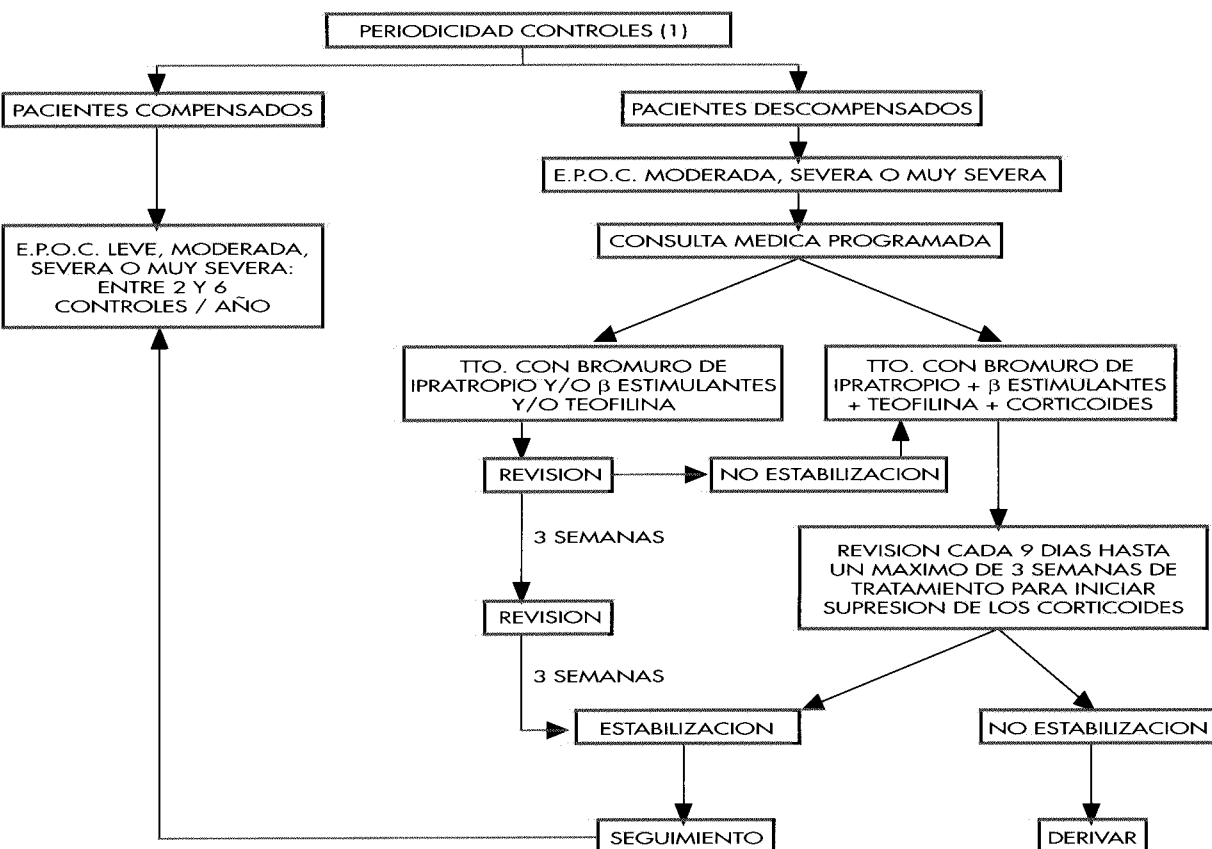 PERIODICIDAD CONTROLES (1)
PACIENTES COMPENSADOS
PACIENTES DESCOMPENSADOS
E.P.O.C. MODERADA, SEVERA O MUY SEVERA
E.P.O.C. LEVE, MODERADA,
SEVERA O MUY SEVERA:
ENTRE 2 Y 6
CONTROLES / AÑO
CONSULTA MEDICA PROGRAMADA
TTO. CON BROMURO DE
IPRATROPIO Y/O β ESTIMULANTES
Y/O TEOFILINA
TTO. CON BROMURO DE
IPRATROPIO + β ESTIMULANTES
+ TEOFILINA + CORTICOIDES
REVISION
NO ESTABILIZACION
3 SEMANAS
REVISION CADA 9 DIAS HASTA
UN MAXIMO DE 3 SEMANAS DE
TRATAMIENTO PARA INICIAR
SUPRESION DE LOS CORTICOIDES
REVISION
3 SEMANAS
ESTABILIZACION
NO ESTABILIZACION
SEGUIMIENTO
DERIVAR